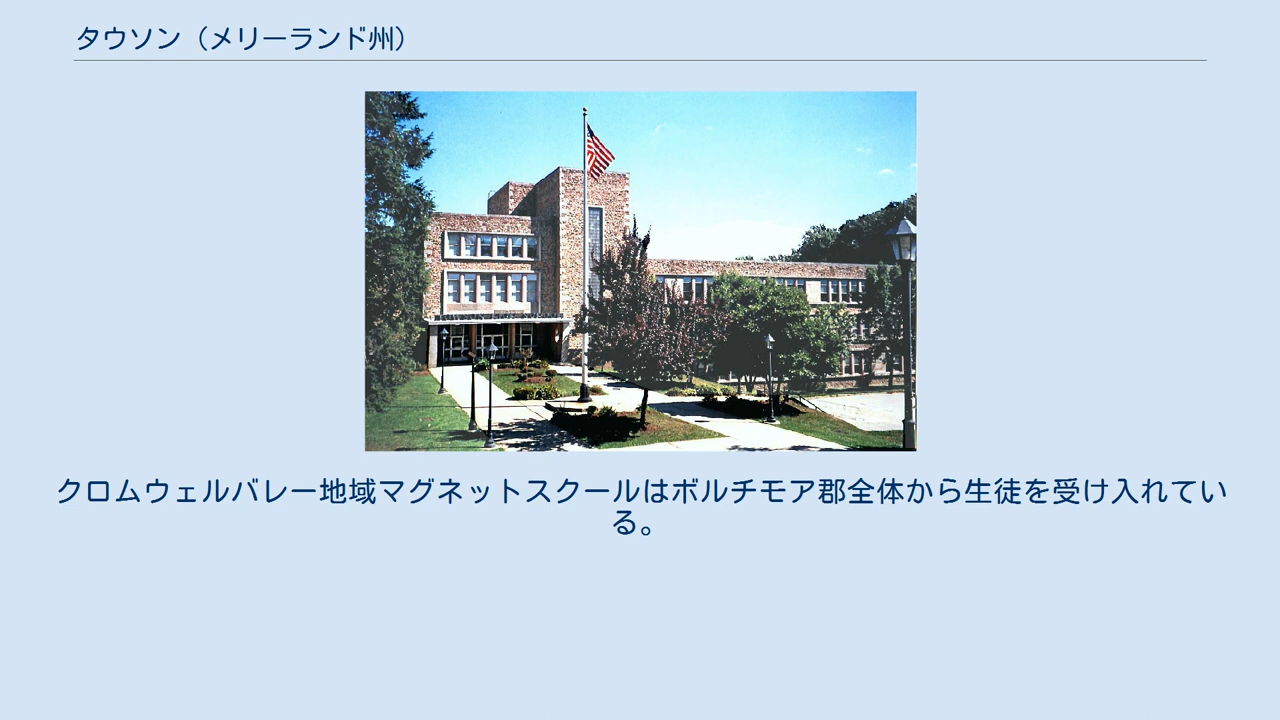 タウソン（メリーランド州）
クロムウェルバレー地域マグネットスクールはボルチモア郡全体から生徒を受け入れてい
る。